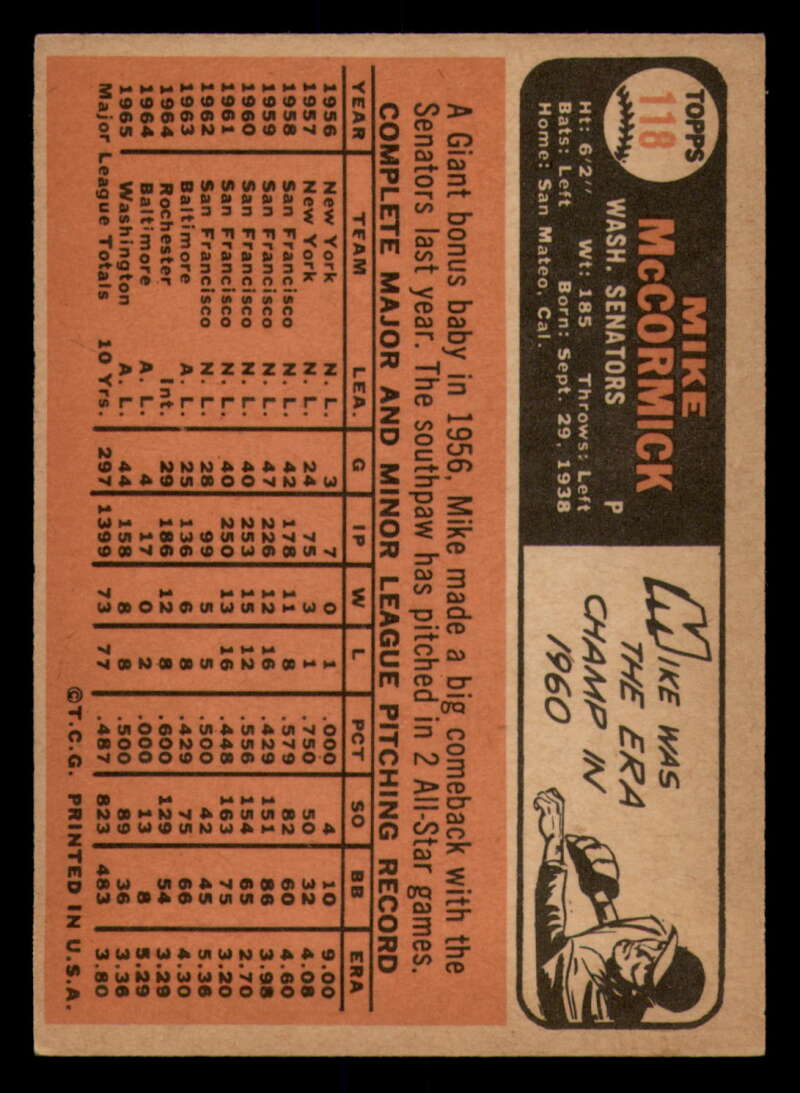 TOPPS
118
MIKE
McCORMICK
WASH. SENATORS P
Ht: 6'2" Wt: 185 Throws: Left
Bats: Left Born: Sept. 29, 1938
Home: San Mateo, Cal.
MIKE WAS
THE ERA
CHAMP IN
1960
A Giant bonus baby in 1956, Mike made a big comeback with the
Senators last year. The southpaw has pitched in 2 All-Star games.
COMPLETE MAJOR AND MINOR LEAGUE PITCHING RECORD
YEAR TEAM LEA. G IP W L PCT SO BB ERA
1956 New York N. L. 3 7 0 1 .000 4 10 9.00
1957 New York N. L. 24 75 3 1 .750 50 32 4.08
1958 San Francisco N. L. 42 178 11 8 .579 82 60 4.60
1959 San Francisco N. L. 47 226 12 16 .429 151 86 3.98
1960 San Francisco N. L. 40 253 15 12 .556 154 65 2.70
1961 San Francisco N. L. 40 250 13 16 .448 163 75 3.20
1962 San Francisco N. L. 28 99 5 5 .500 42 45 5.36
1963 Baltimore A. L. 25 136 6 8 .429 75 66 4.30
1964 Rochester Int. 29 186 12 8 .600 129 54 3.29
1964 Baltimore A. L. 4 17 0 2 .000 13 8 5.29
1965 Washington A. L. 44 158 8 8 .500 89 36 3.36
Major League Totals 10 Yrs. 297 1399 73 77 .487 823 483 3.80
©T.C.G. PRINTED IN U.S.A.